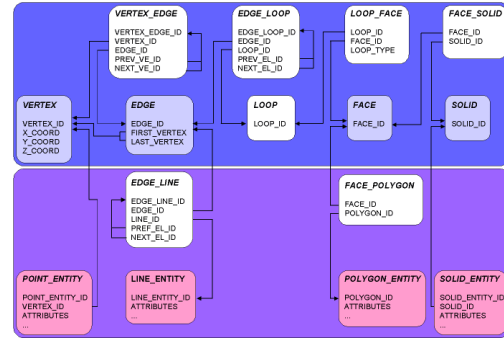 VERTEX_EDGE
VERTEX_EDGE_ID
VERTEX_ID
EDGE_ID
PREV_VE_ID
NEXT_VE_ID
EDGE_LOOP
EDGE_LOOP_ID
EDGE_ID
LOOP_ID
PREV_EL_ID
NEXT_EL_ID
LOOP_FACE
LOOP_ID
FACE_ID
LOOP_TYPE
FACE_SOLID
FACE_ID
SOLID_ID
VERTEX
VERTEX_ID
X_COORD
Y_COORD
Z_COORD
EDGE
EDGE_ID
FIRST_VERTEX
LAST_VERTEX
LOOP
LOOP_ID
FACE
FACE_ID
SOLID
SOLID_ID
EDGE_LINE
EDGE_LINE_ID
EDGE_ID
LINE_ID
PREF_EL_ID
NEXT_EL_ID
FACE_POLYGON
FACE_ID
POLYGON_ID
POINT_ENTITY
POINT_ENTITY_ID
VERTEX_ID
ATTRIBUTES
...
LINE_ENTITY
LINE_ENTITY_ID
ATTRIBUTES
...
POLYGON_ENTITY
POLYGON_ID
ATTRIBUTES
...
SOLID_ENTITY
SOLID_ENTITY_ID
SOLID_ID
ATTRIBUTES
...